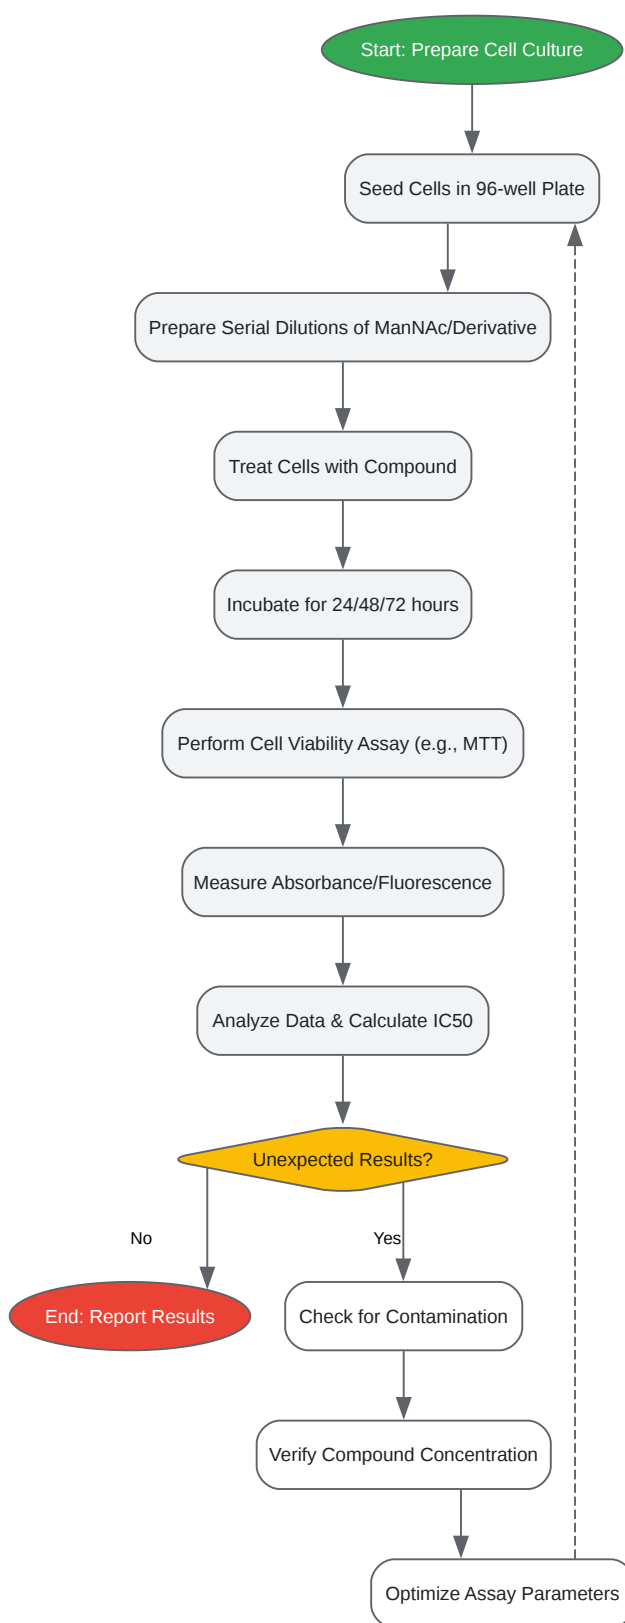 Start: Prepare Cell Culture
Seed Cells in 96-well Plate
Prepare Serial Dilutions of ManNAc/Derivative
Treat Cells with Compound
Incubate for 24/48/72 hours
Perform Cell Viability Assay (e.g., MTT)
Measure Absorbance/Fluorescence
Analyze Data & Calculate IC50
Unexpected Results?
No
Yes
End: Report Results
Check for Contamination
Verify Compound Concentration
Optimize Assay Parameters